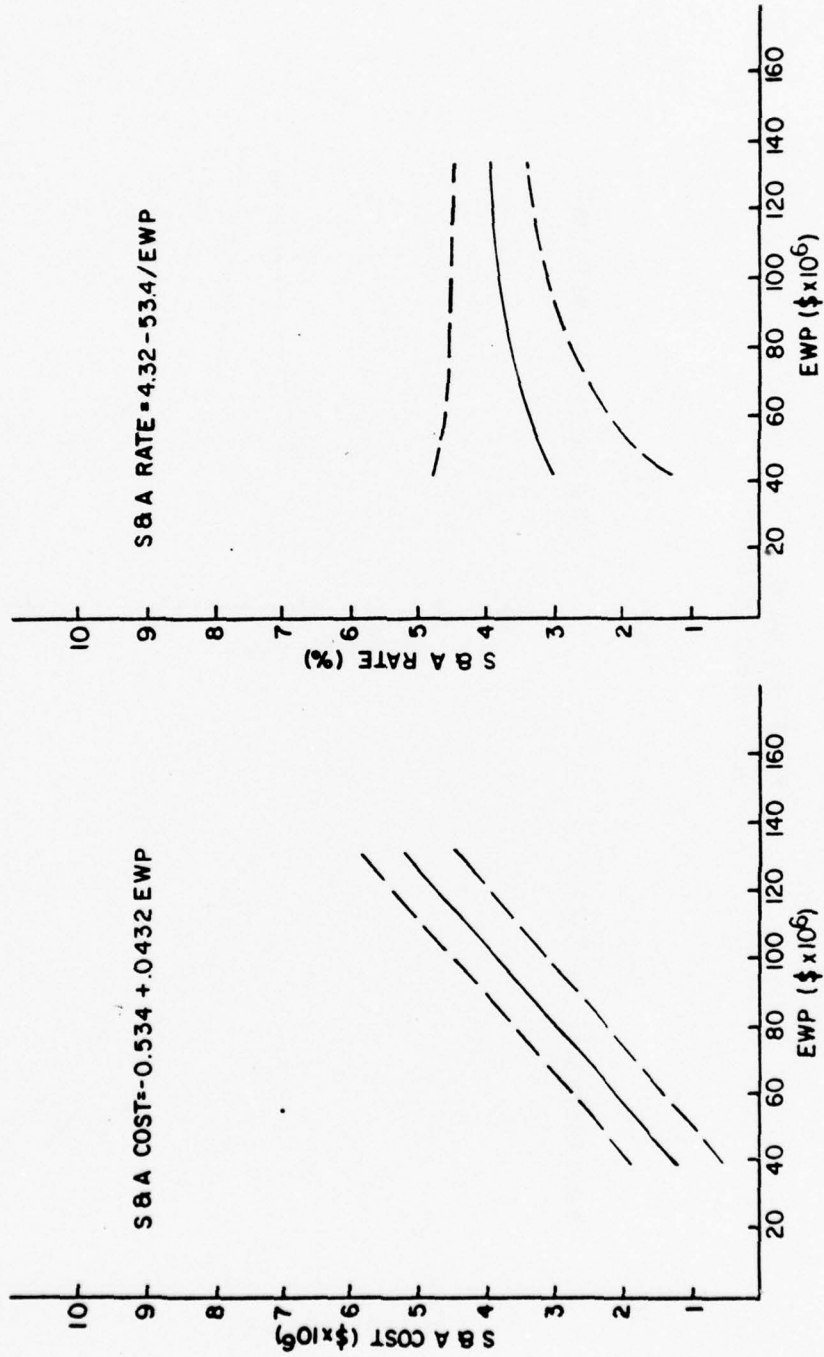 S & A COST=-0.534 +.0432 EWP
10
9
8
7
6
5
4
3
2
1
S & A COST ($x10⁶)
20 40 60 80 100 120 140 160
EWP ($x10⁶)
S & A RATE = 4.32-53.4/EWP
10
9
8
7
6
5
4
3
2
1
S & A RATE (%)
20 40 60 80 100 120 140 160
EWP ($x10⁶)